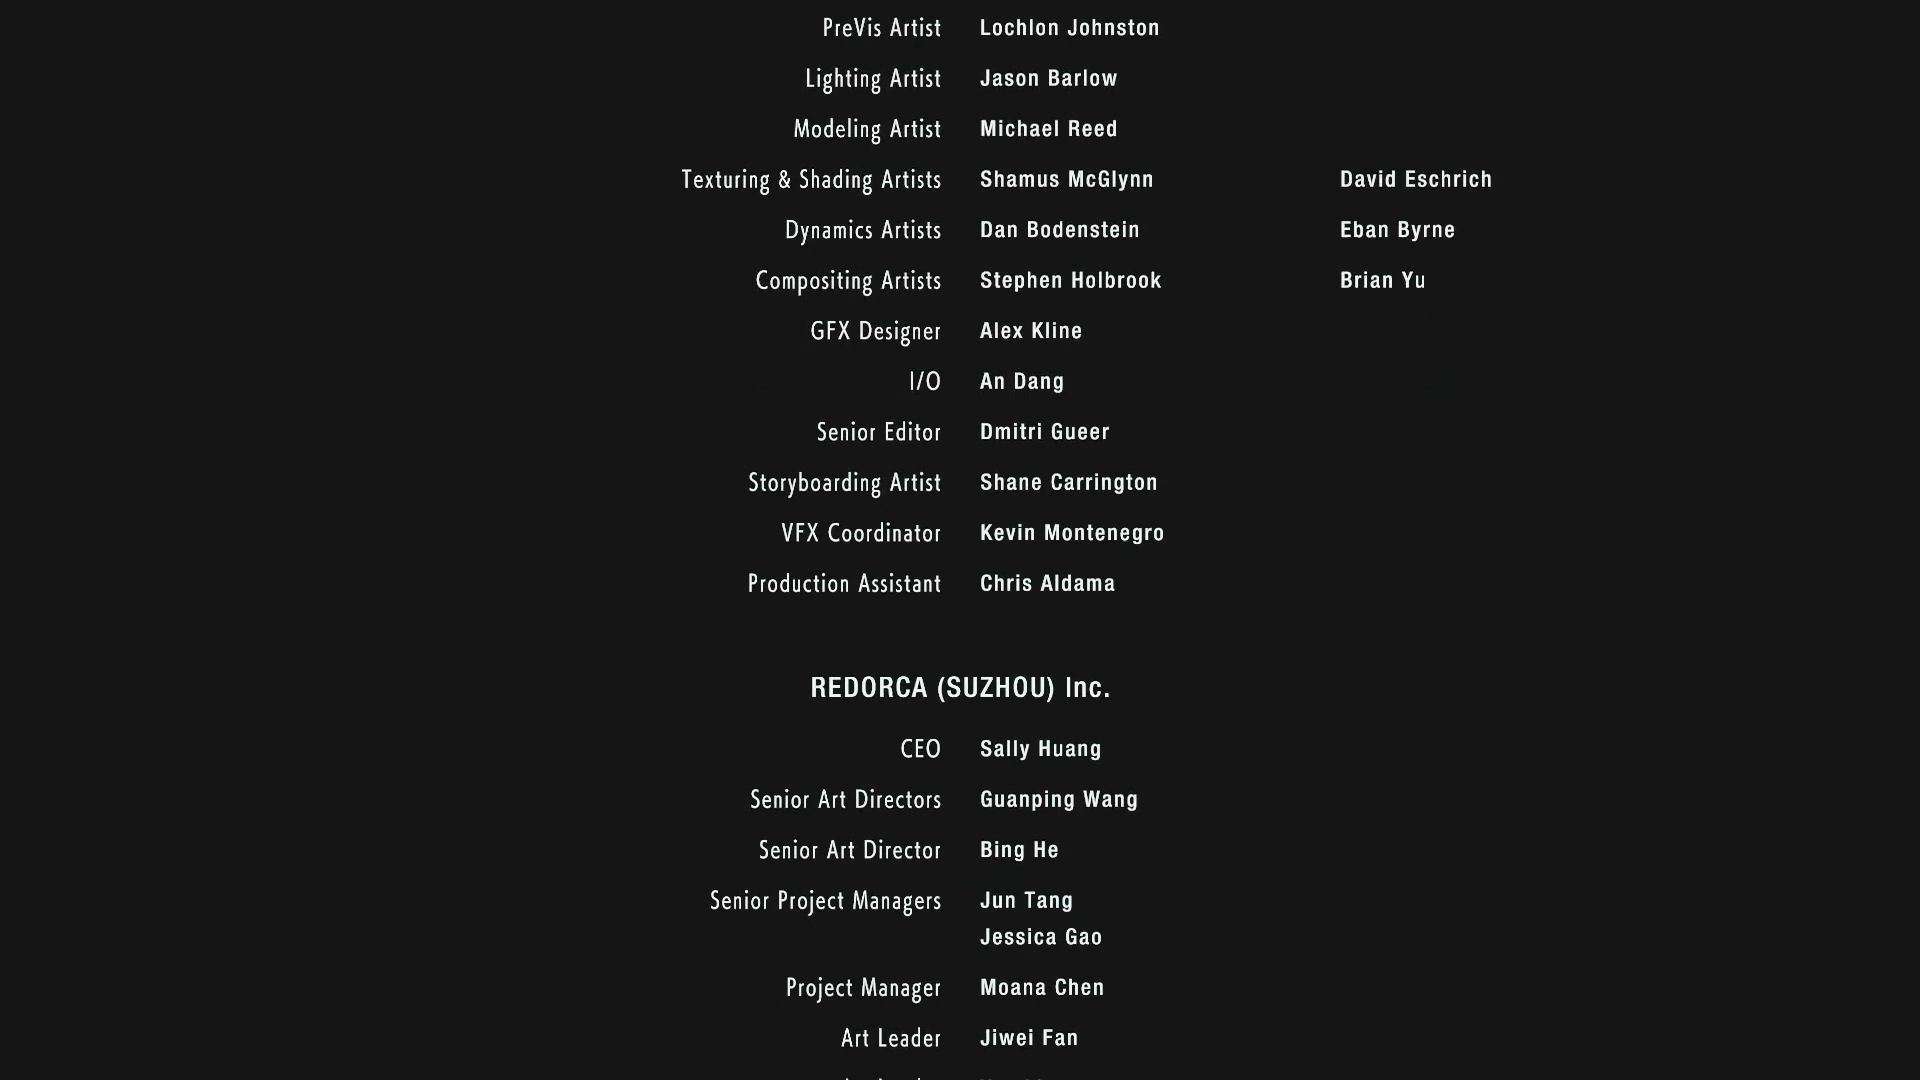 PreVis Artist Lochlon Johnston
Lighting Artist Jason Barlow
Modeling Artist Michael Reed
Texturing & Shading Artists Shamus McGlynn David Eschrich
Dynamics Artists Dan Bodenstein Eban Byrne
Compositing Artists Stephen Holbrook Brian Yu
GFX Designer Alex Kline
I/O An Dang
Senior Editor Dmitri Gueer
Storyboarding Artist Shane Carrington
VFX Coordinator Kevin Montenegro
Production Assistant Chris Aldama
REDORCA (SUZHOU) Inc.
CEO Sally Huang
Senior Art Directors Guanping Wang
Senior Art Director Bing He
Senior Project Managers Jun Tang
Jessica Gao
Project Manager Moana Chen
Art Leader Jiwei Fan